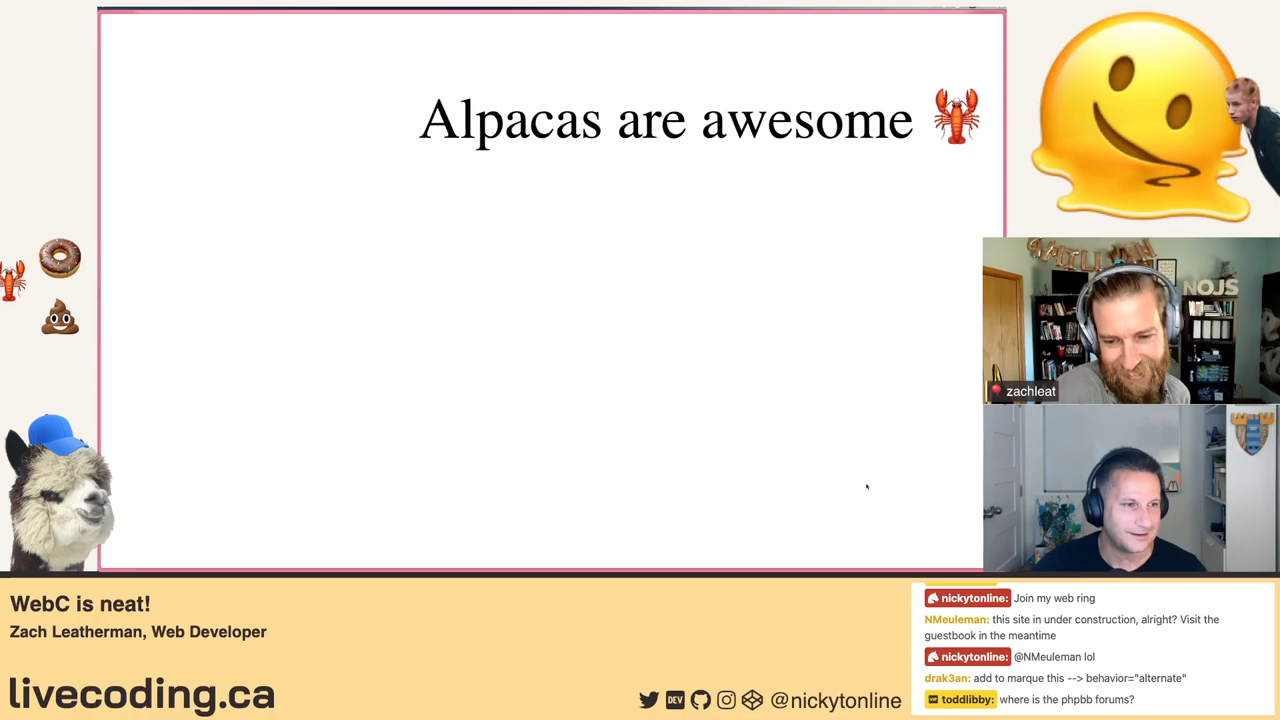 Alpacas are awesome
NOJS
zachleat
WebC is neat!
Zach Leatherman, Web Developer
livecoding.ca
DEV
@nickytonline
nickytonline: Join my web ring
NMeuleman: this site in under construction, alright? Visit the
guestbook in the meantime
nickytonline: @NMeuleman lol
drak3an: add to marque this --> behavior="alternate"
toddlibby: where is the phpbb forums?